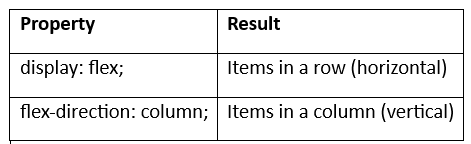 Property Result
display: flex; Items in a row (horizontal)
flex-direction: column; Items in a column (vertical)